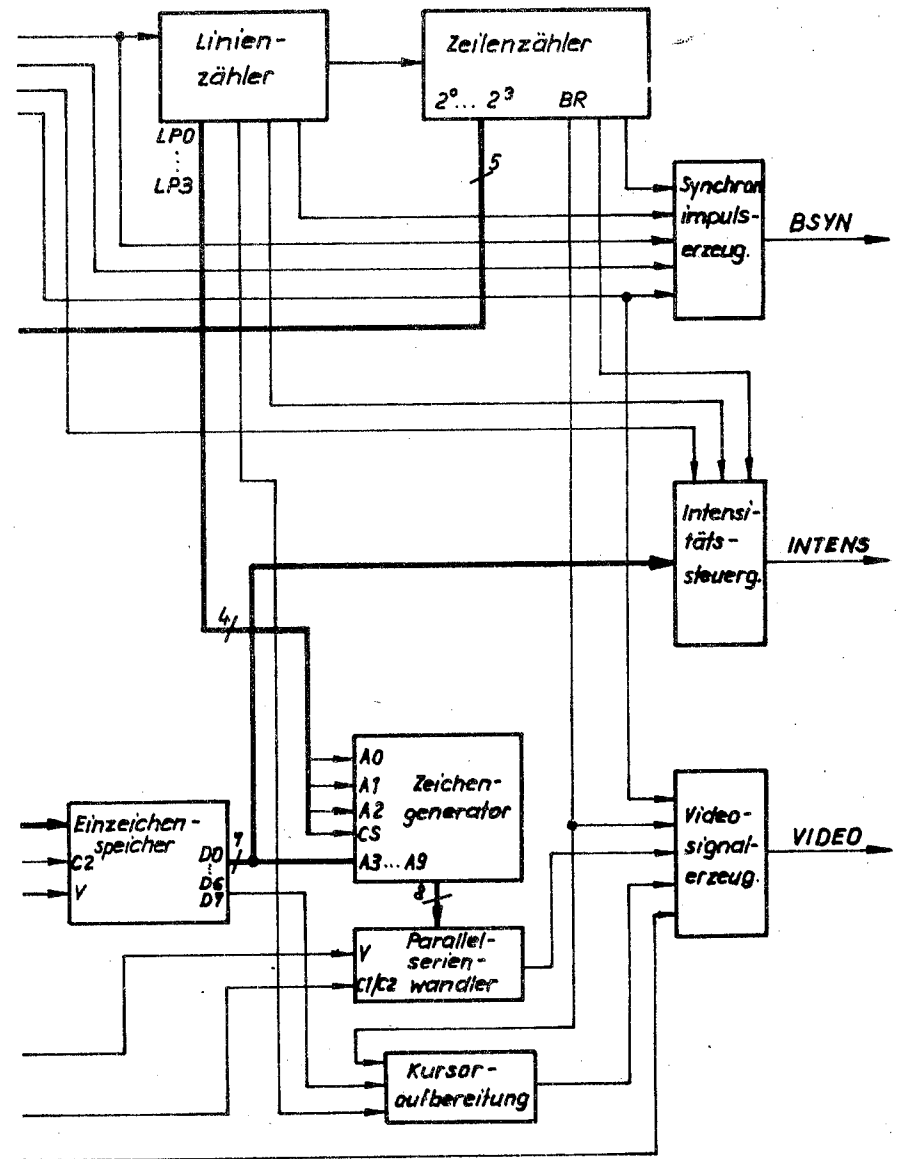 Linien-
zähler
Zeilenzähler
2⁰... 2³ BR
LP0
LP3
5
Synchron
impuls-
erzeug.
BSYN
Intensi-
täts-
steuerg.
INTENS
4
A0
A1
A2
CS
A3...A9
Zeichen-
generator
Einzeichen-
speicher
C2
V
D0
D6
D7
7
8
Video-
signal-
erzeug.
VIDEO
V
C1/C2
Parallel-
serien-
wandler
Kursor-
aufbereitung